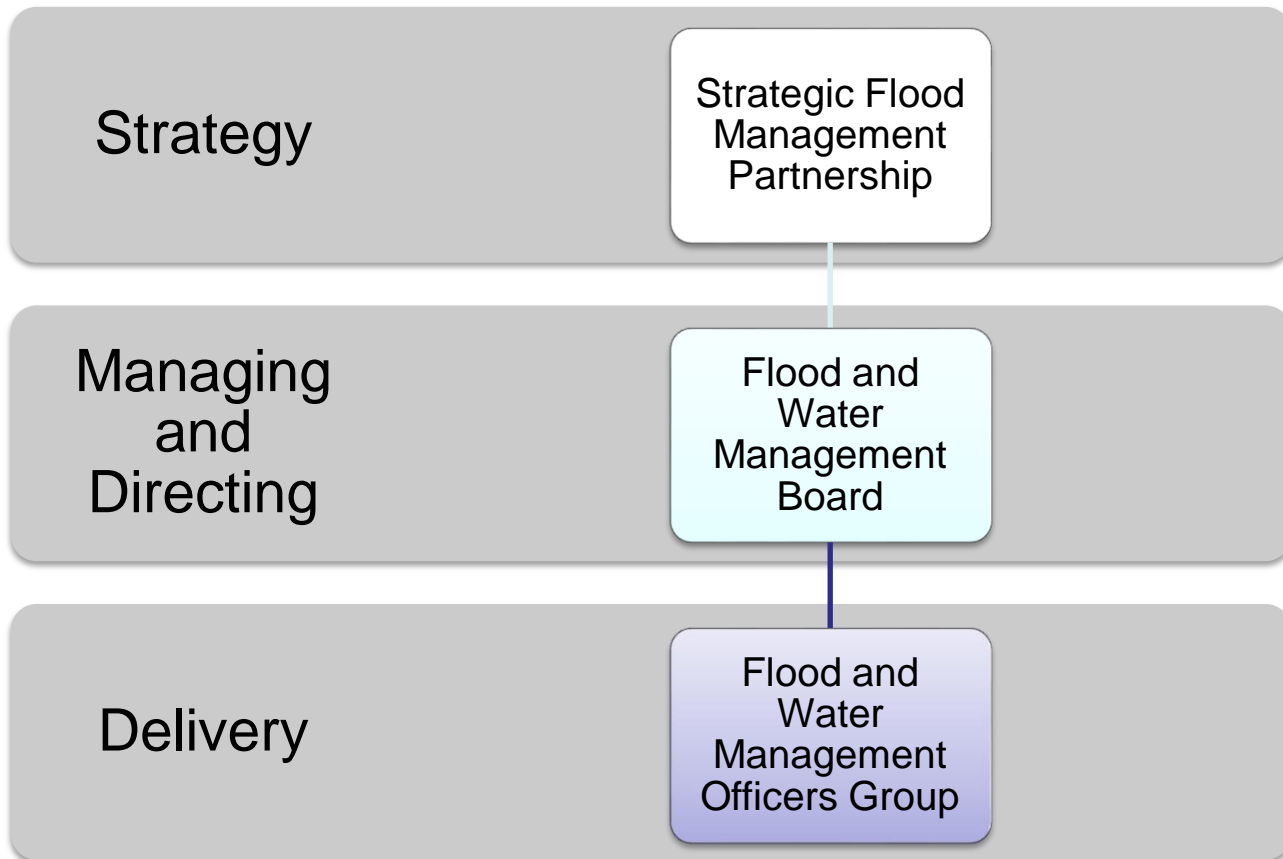 Strategy
Strategic Flood
Management
Partnership
Managing
and
Directing
Flood and
Water
Management
Board
Delivery
Flood and
Water
Management
Officers Group